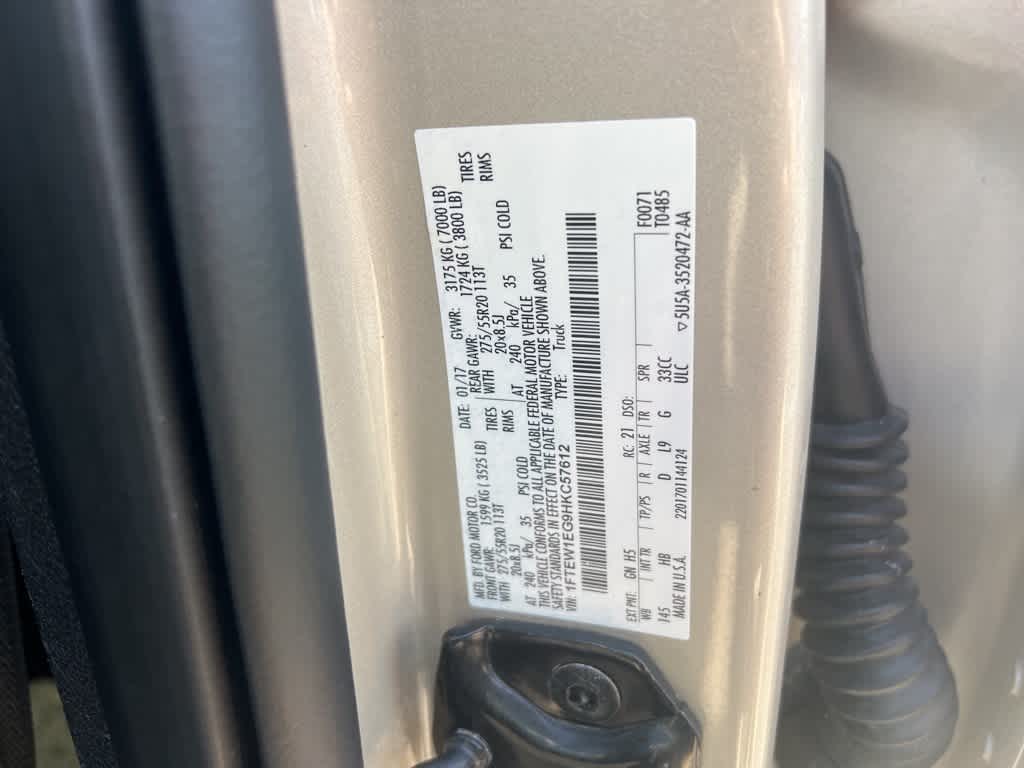 MFD. BY FORD MOTOR CO. DATE: 01/17 GVWR: 3175 KG ( 7000 LB)
FRONT GAWR: 1599 KG ( 3525 LB) REAR GAWR: 1724 KG ( 3800 LB)
WITH 275/55R20 113T TIRES WITH 275/55R20 113T TIRES
20x8.5J RIMS 20x8.5J RIMS
AT 240 kPa/ 35 PSI COLD AT 240 kPa/ 35 PSI COLD
THIS VEHICLE CONFORMS TO ALL APPLICABLE FEDERAL MOTOR VEHICLE
SAFETY STANDARDS IN EFFECT ON THE DATE OF MANUFACTURE SHOWN ABOVE.
VIN: 1FTEW1EG9HKC57612 TYPE: Truck
EXT PNT: GN H5 RC: 21 DSO: F0071
WB INTR TP/PS R AXLE TR SPR T0485
145 HB D L9 G 33CC
MADE IN U.S.A. 2201701144124 ULC ▽5U5A-3520472-AA